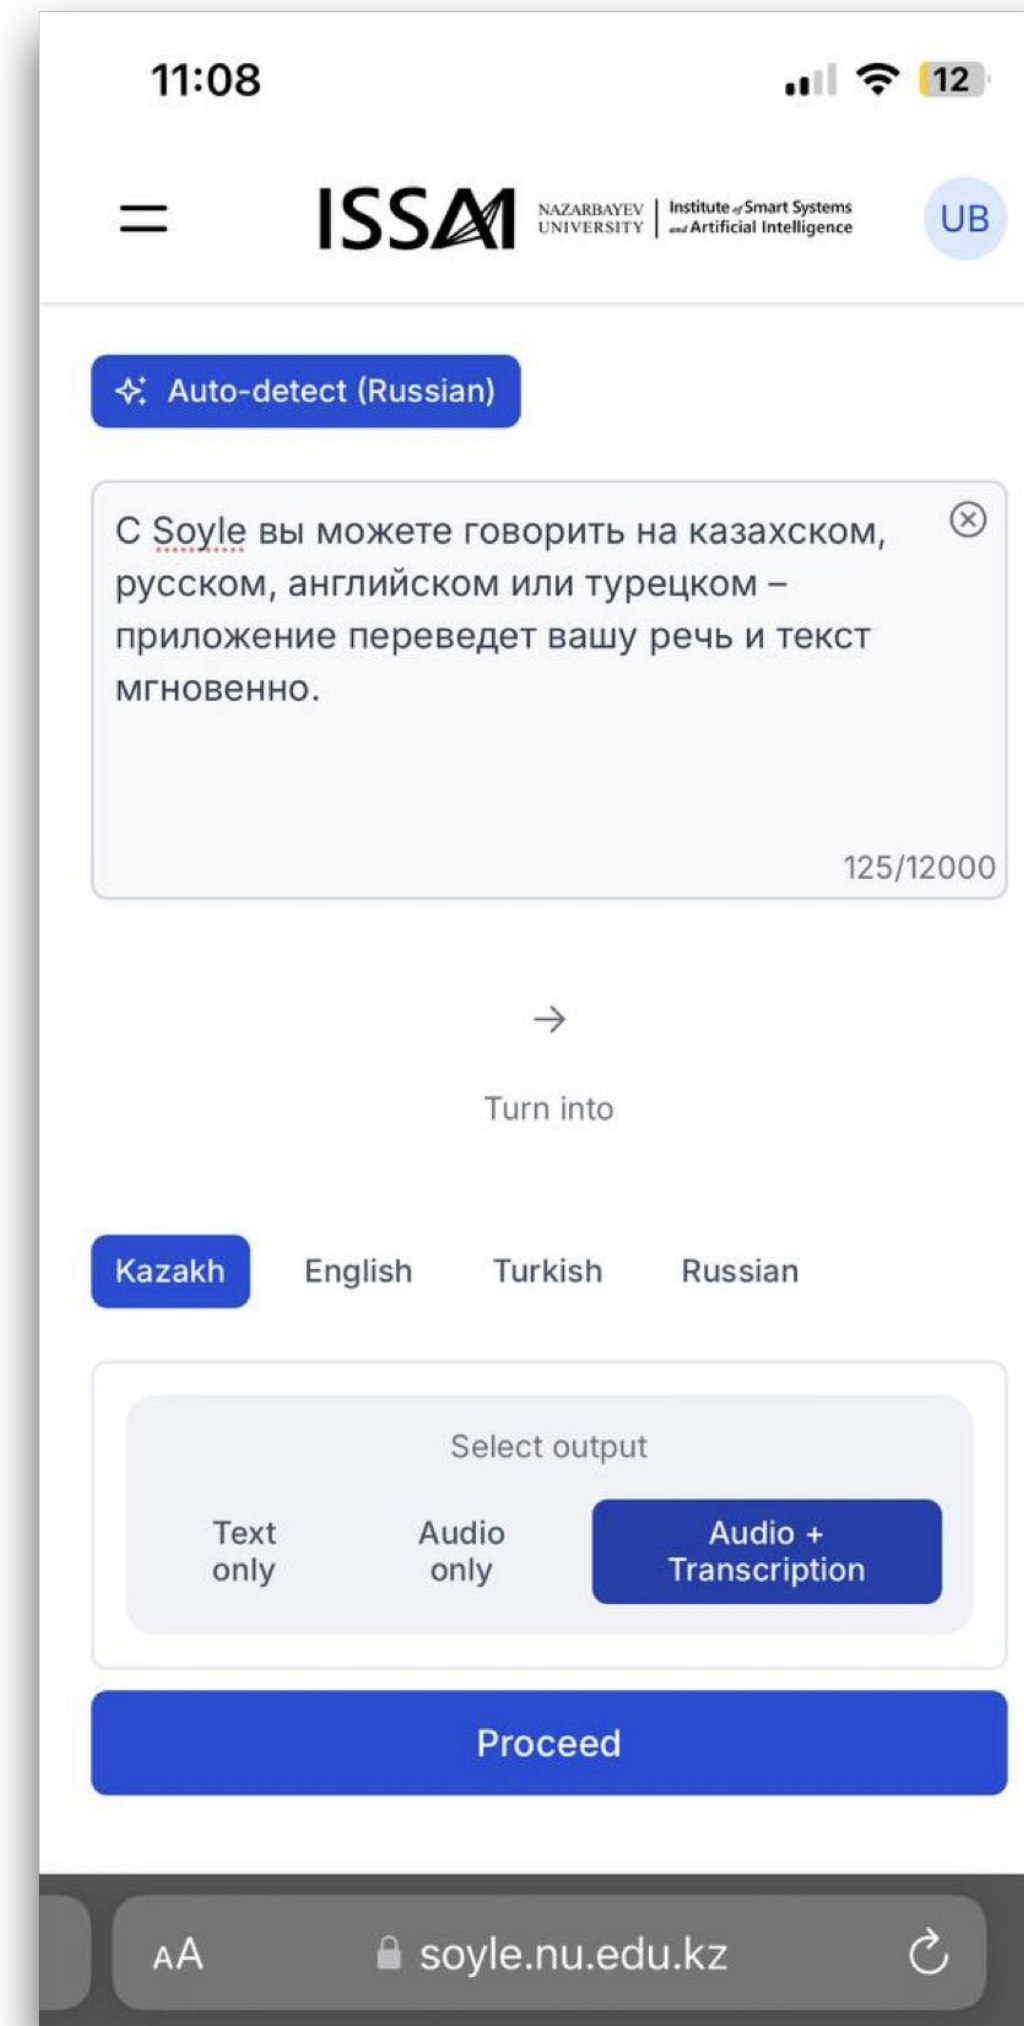 11:08
12
ISSAI
NAZARBAYEV
UNIVERSITY
Institute of Smart Systems
and Artificial Intelligence
UB
Auto-detect (Russian)
С Soyle вы можете говорить на казахском,
русском, английском или турецком –
приложение переведет вашу речь и текст
мгновенно.
125/12000
→
Turn into
Kazakh English Turkish Russian
Select output
Text
only
Audio
only
Audio +
Transcription
Proceed
AA
soyle.nu.edu.kz